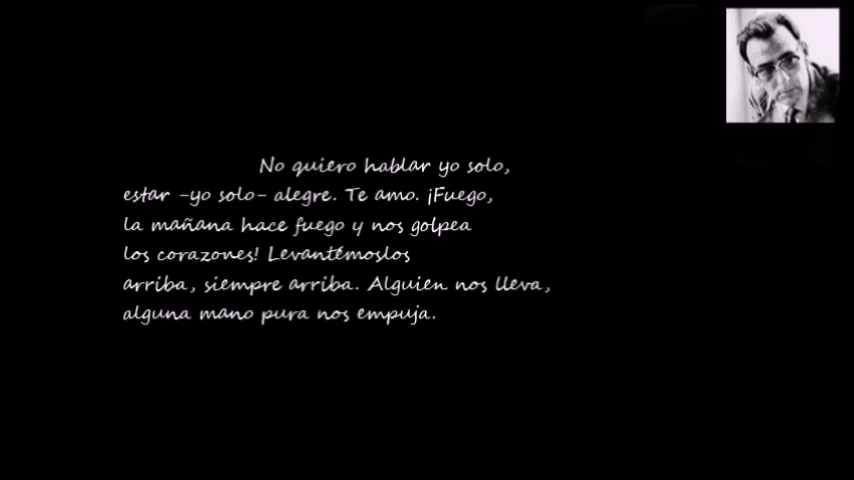 No quiero hablar yo solo,
estar -yo solo- alegre. Te amo. ¡Fuego,
la mañana hace fuego y nos golpea
los corazones! Levantémoslos
arriba, siempre arriba. Alguien nos lleva,
alguna mano pura nos empuja.